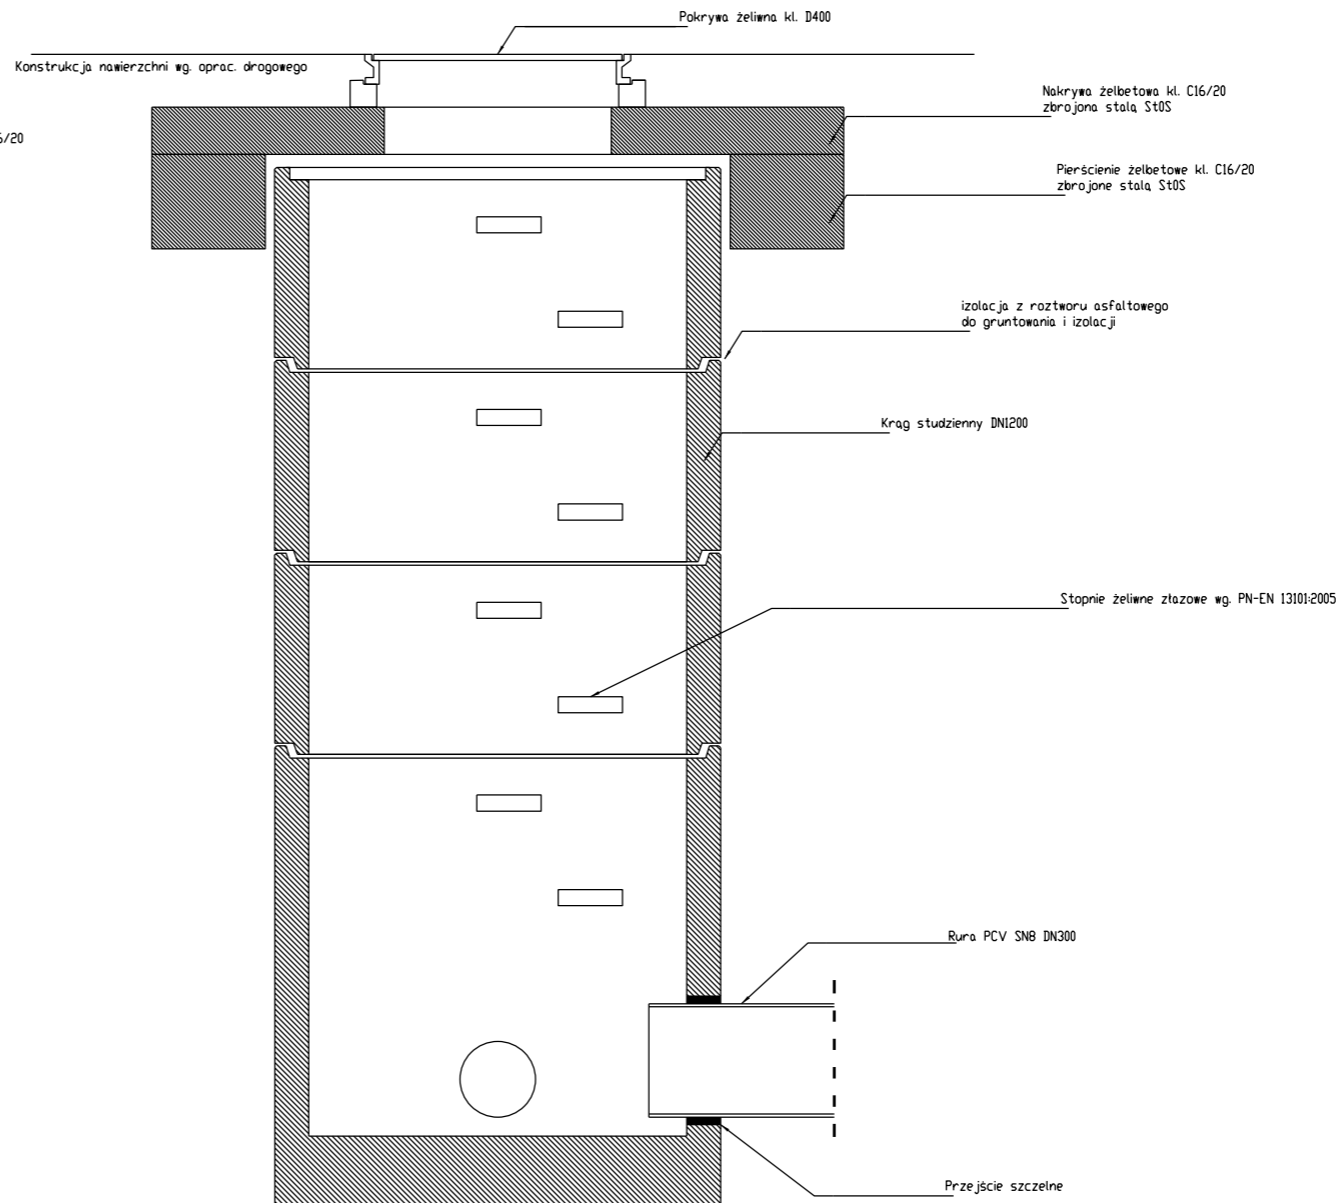 Pokrywa żeliwna kl. D400
Konstrukcja nawierzchni wg. oprac. drogowego
Nakrywa żelbetowa kl. C16/20
zbrojona stalą St0S
6/20
Pierścienie żelbetowe kl. C16/20
zbrojone stalą St0S
izolacja z roztworu asfaltowego
do gruntowania i izolacji
Krąg studzienny DN1200
Stopnie żeliwne złazowe wg. PN-EN 13101:2005
Rura PCV SN8 DN300
Przejście szczelne